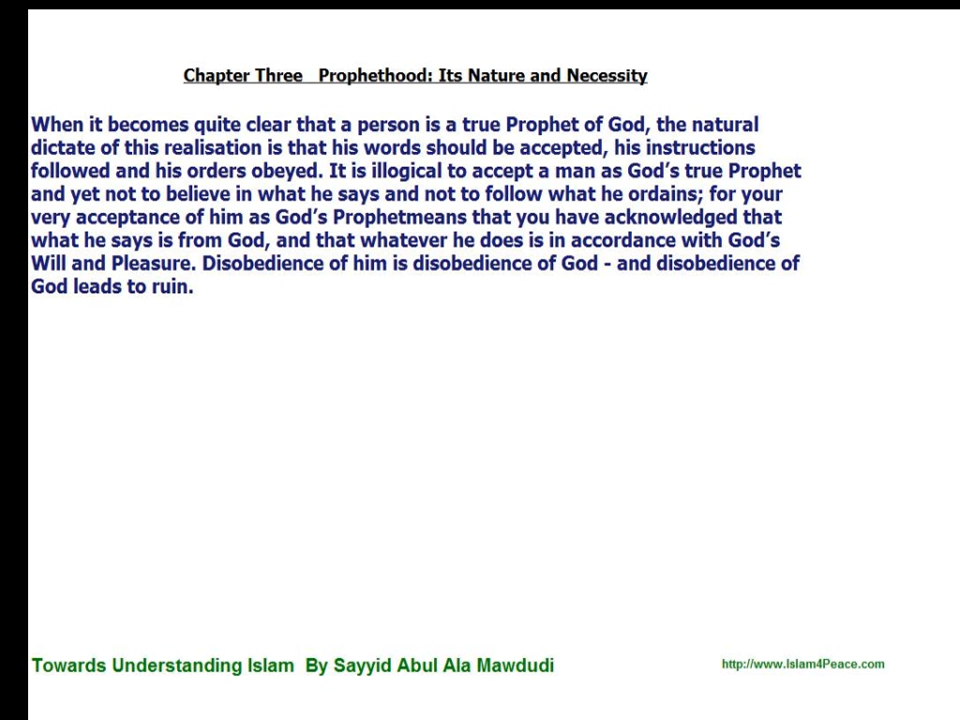 Chapter Three   Prophethood: Its Nature and Necessity
When it becomes quite clear that a person is a true Prophet of God, the natural
dictate of this realisation is that his words should be accepted, his instructions
followed and his orders obeyed. It is illogical to accept a man as God’s true Prophet
and yet not to believe in what he says and not to follow what he ordains; for your
very acceptance of him as God’s Prophetmeans that you have acknowledged that
what he says is from God, and that whatever he does is in accordance with God’s
Will and Pleasure. Disobedience of him is disobedience of God - and disobedience of
God leads to ruin.
Towards Understanding Islam  By Sayyid Abul Ala Mawdudi
http://www.Islam4Peace.com